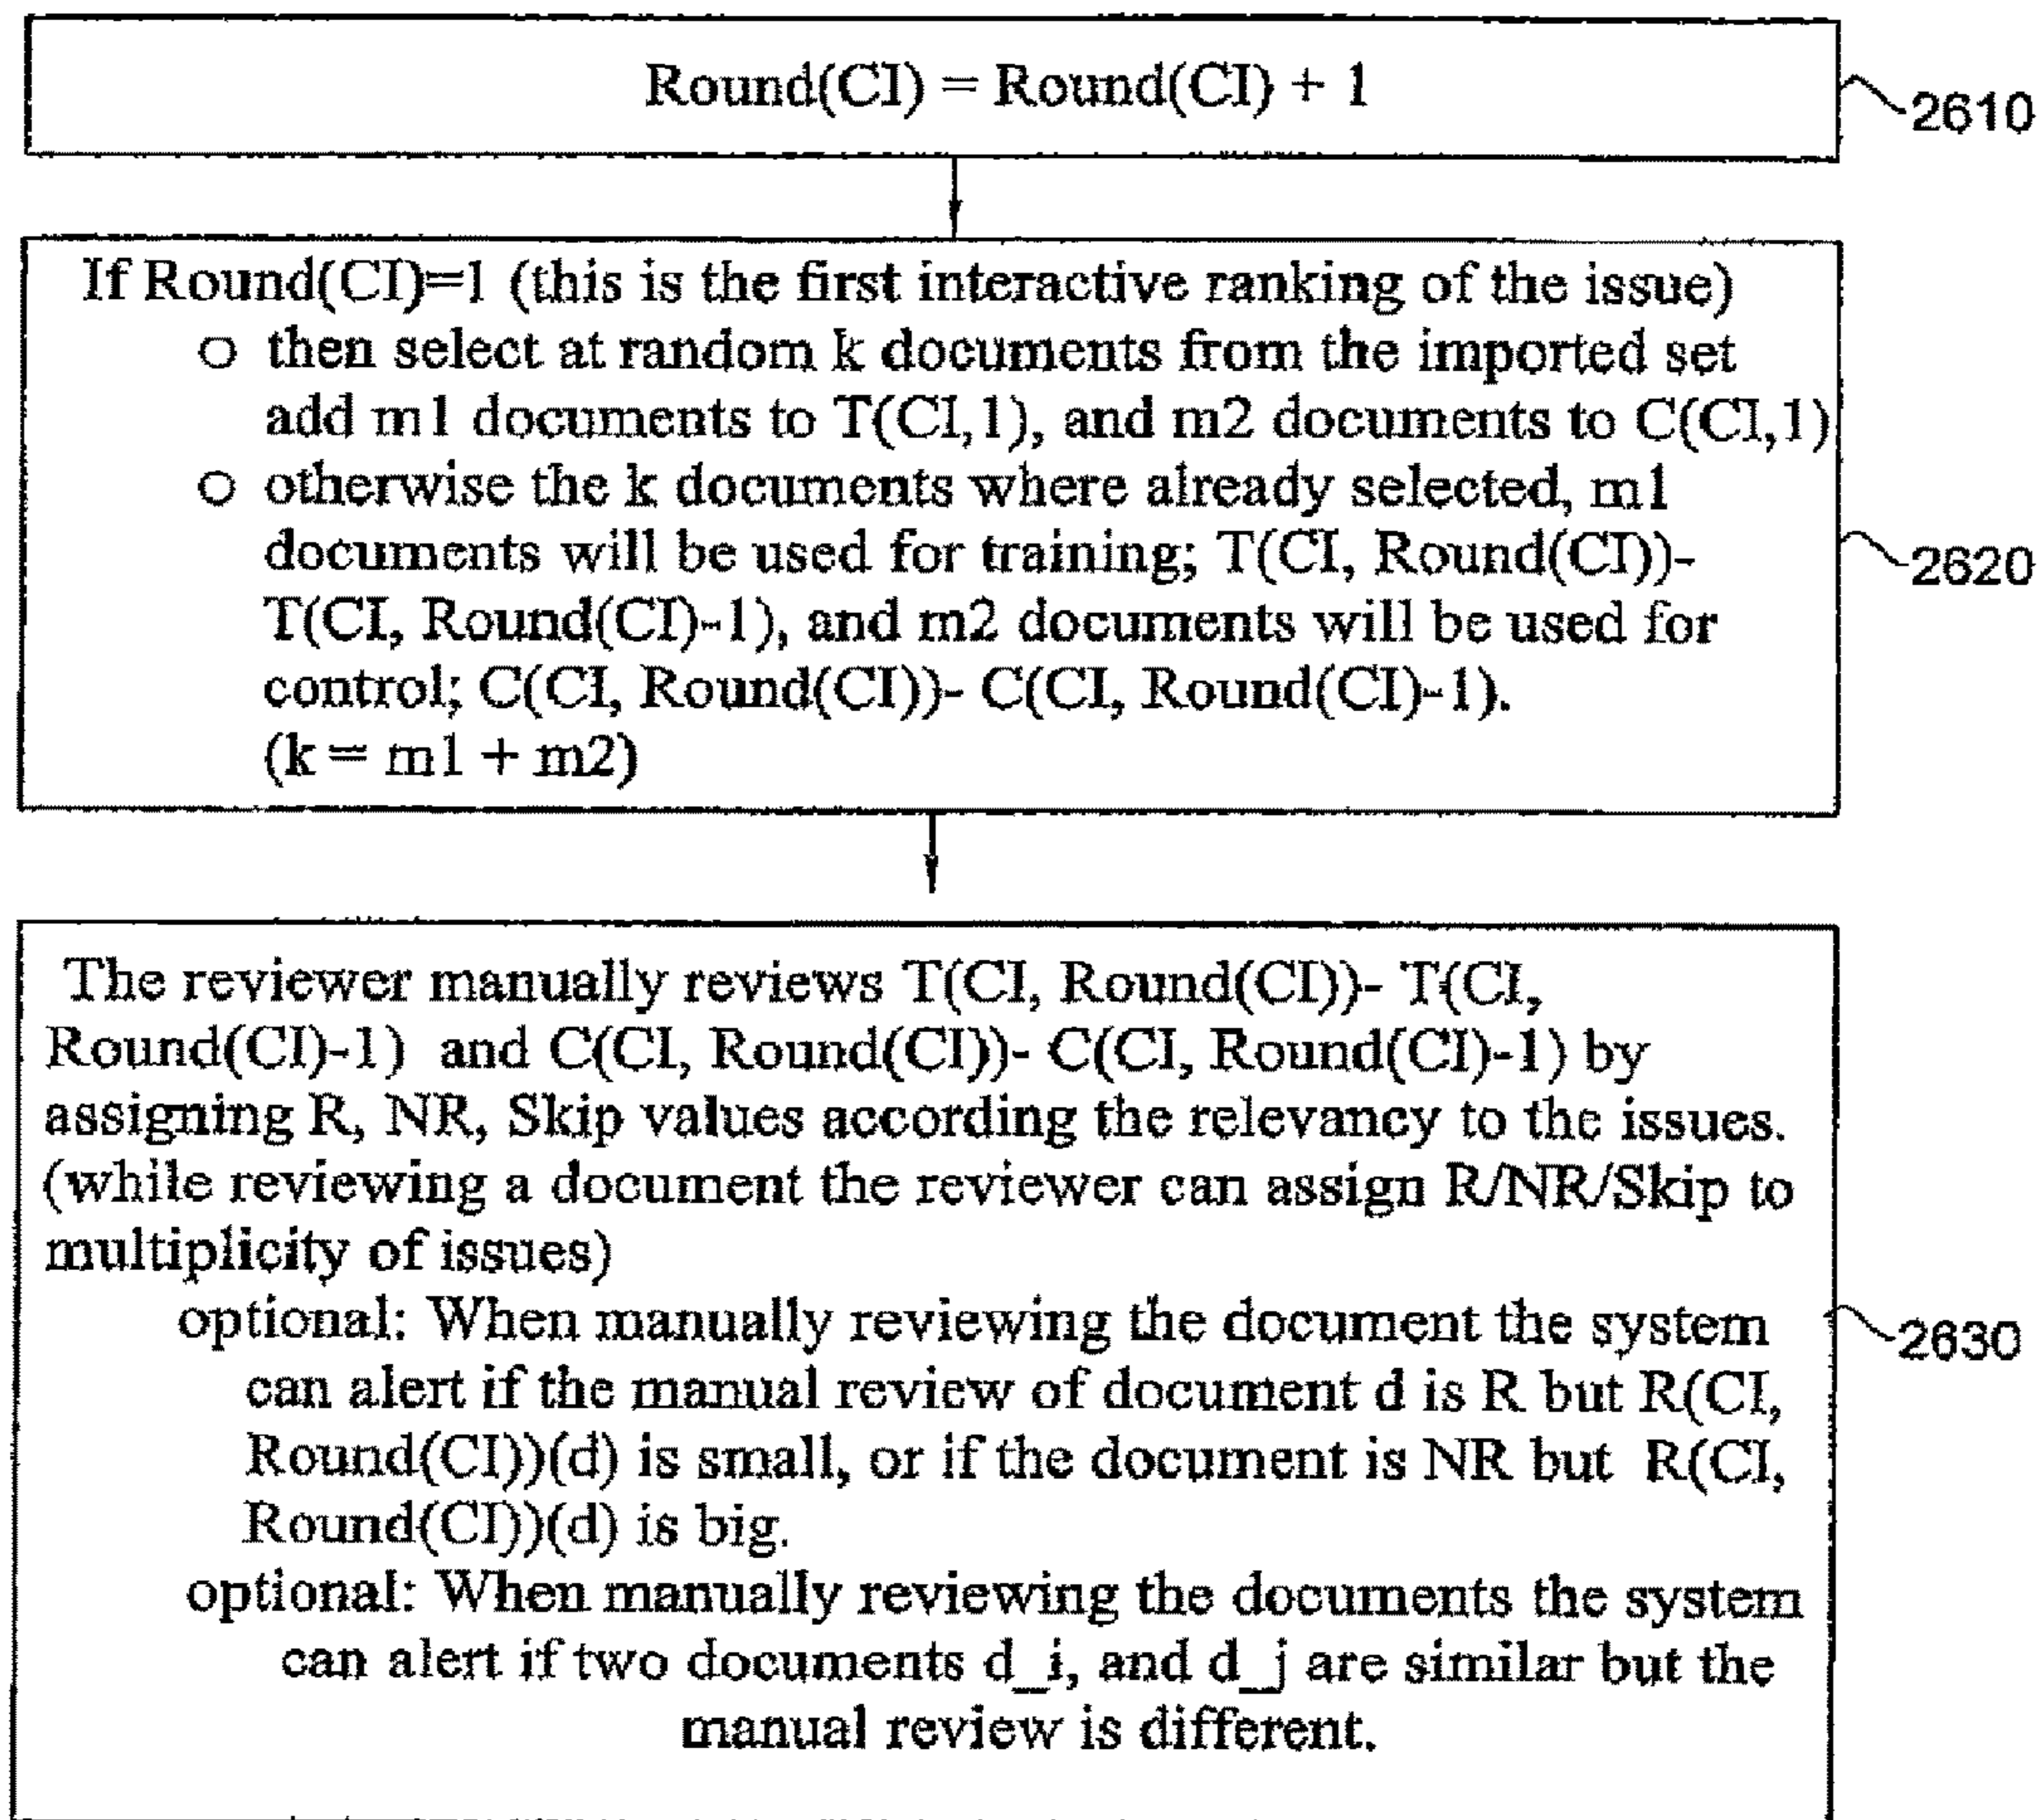 Round(CI) = Round(CI) + 1
2610
If Round(CI)=1 (this is the first interactive ranking of the issue)
o then select at random k documents from the imported set
add m1 documents to T(CI,1), and m2 documents to C(CI,1)
o otherwise the k documents where already selected, m1
documents will be used for training; T(CI, Round(CI))-
T(CI, Round(CI)-1), and m2 documents will be used for
control; C(CI, Round(CI))- C(CI, Round(CI)-1).
(k = m1 + m2)
2620
The reviewer manually reviews T(CI, Round(CI))- T(CI,
Round(CI)-1) and C(CI, Round(CI))- C(CI, Round(CI)-1) by
assigning R, NR, Skip values according the relevancy to the issues.
(while reviewing a document the reviewer can assign R/NR/Skip to
multiplicity of issues)
optional: When manually reviewing the document the system
can alert if the manual review of document d is R but R(CI,
Round(CI))(d) is small, or if the document is NR but R(CI,
Round(CI))(d) is big.
optional: When manually reviewing the documents the system
can alert if two documents d_i, and d_j are similar but the
manual review is different.
2630